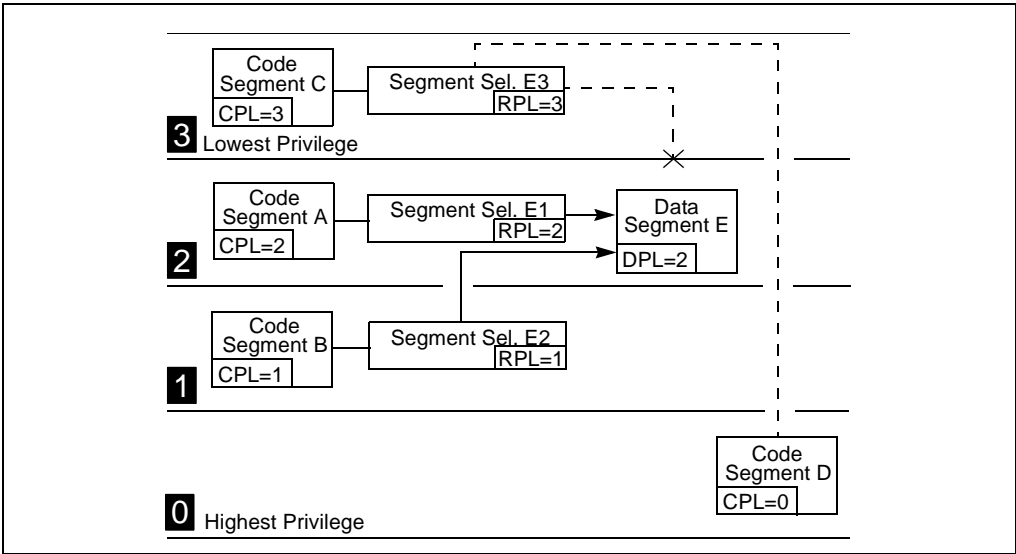 Code
Segment C
CPL=3
Segment Sel. E3
RPL=3
3
Lowest Privilege
Code
Segment A
CPL=2
Segment Sel. E1
RPL=2
Data
Segment E
DPL=2
2
Code
Segment B
CPL=1
Segment Sel. E2
RPL=1
1
Code
Segment D
CPL=0
0
Highest Privilege